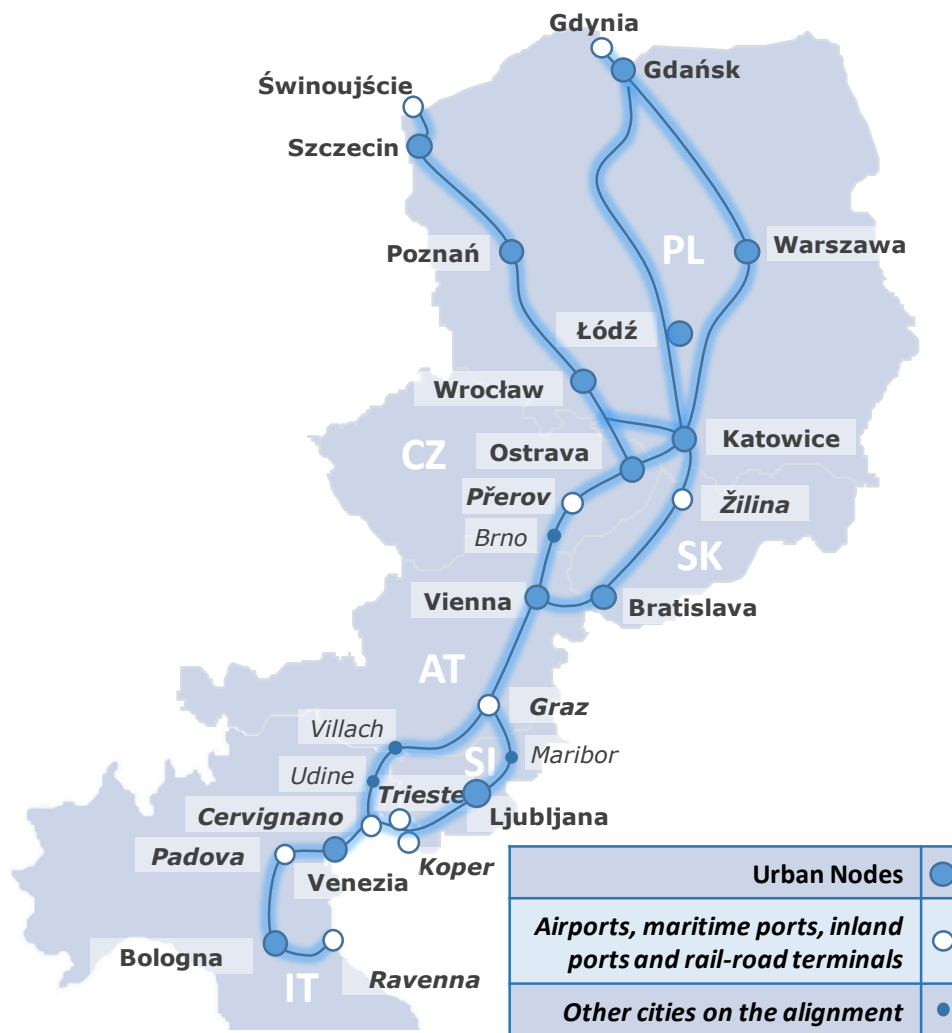 Gdynia
Gdańsk
Świnoujście
Szczecin
Poznań
PL
Warszawa
Łódź
Wrocław
CZ
Ostrava
Katowice
Přerov
Žilina
Brno
SK
Vienna
Bratislava
AT
Graz
Villach
SI
Maribor
Udine
Trieste
Cervignano
Ljubljana
Padova
Venezia
Koper
Bologna
IT
Ravenna
Urban Nodes
Airports, maritime ports, inland
ports and rail-road terminals
Other cities on the alignment